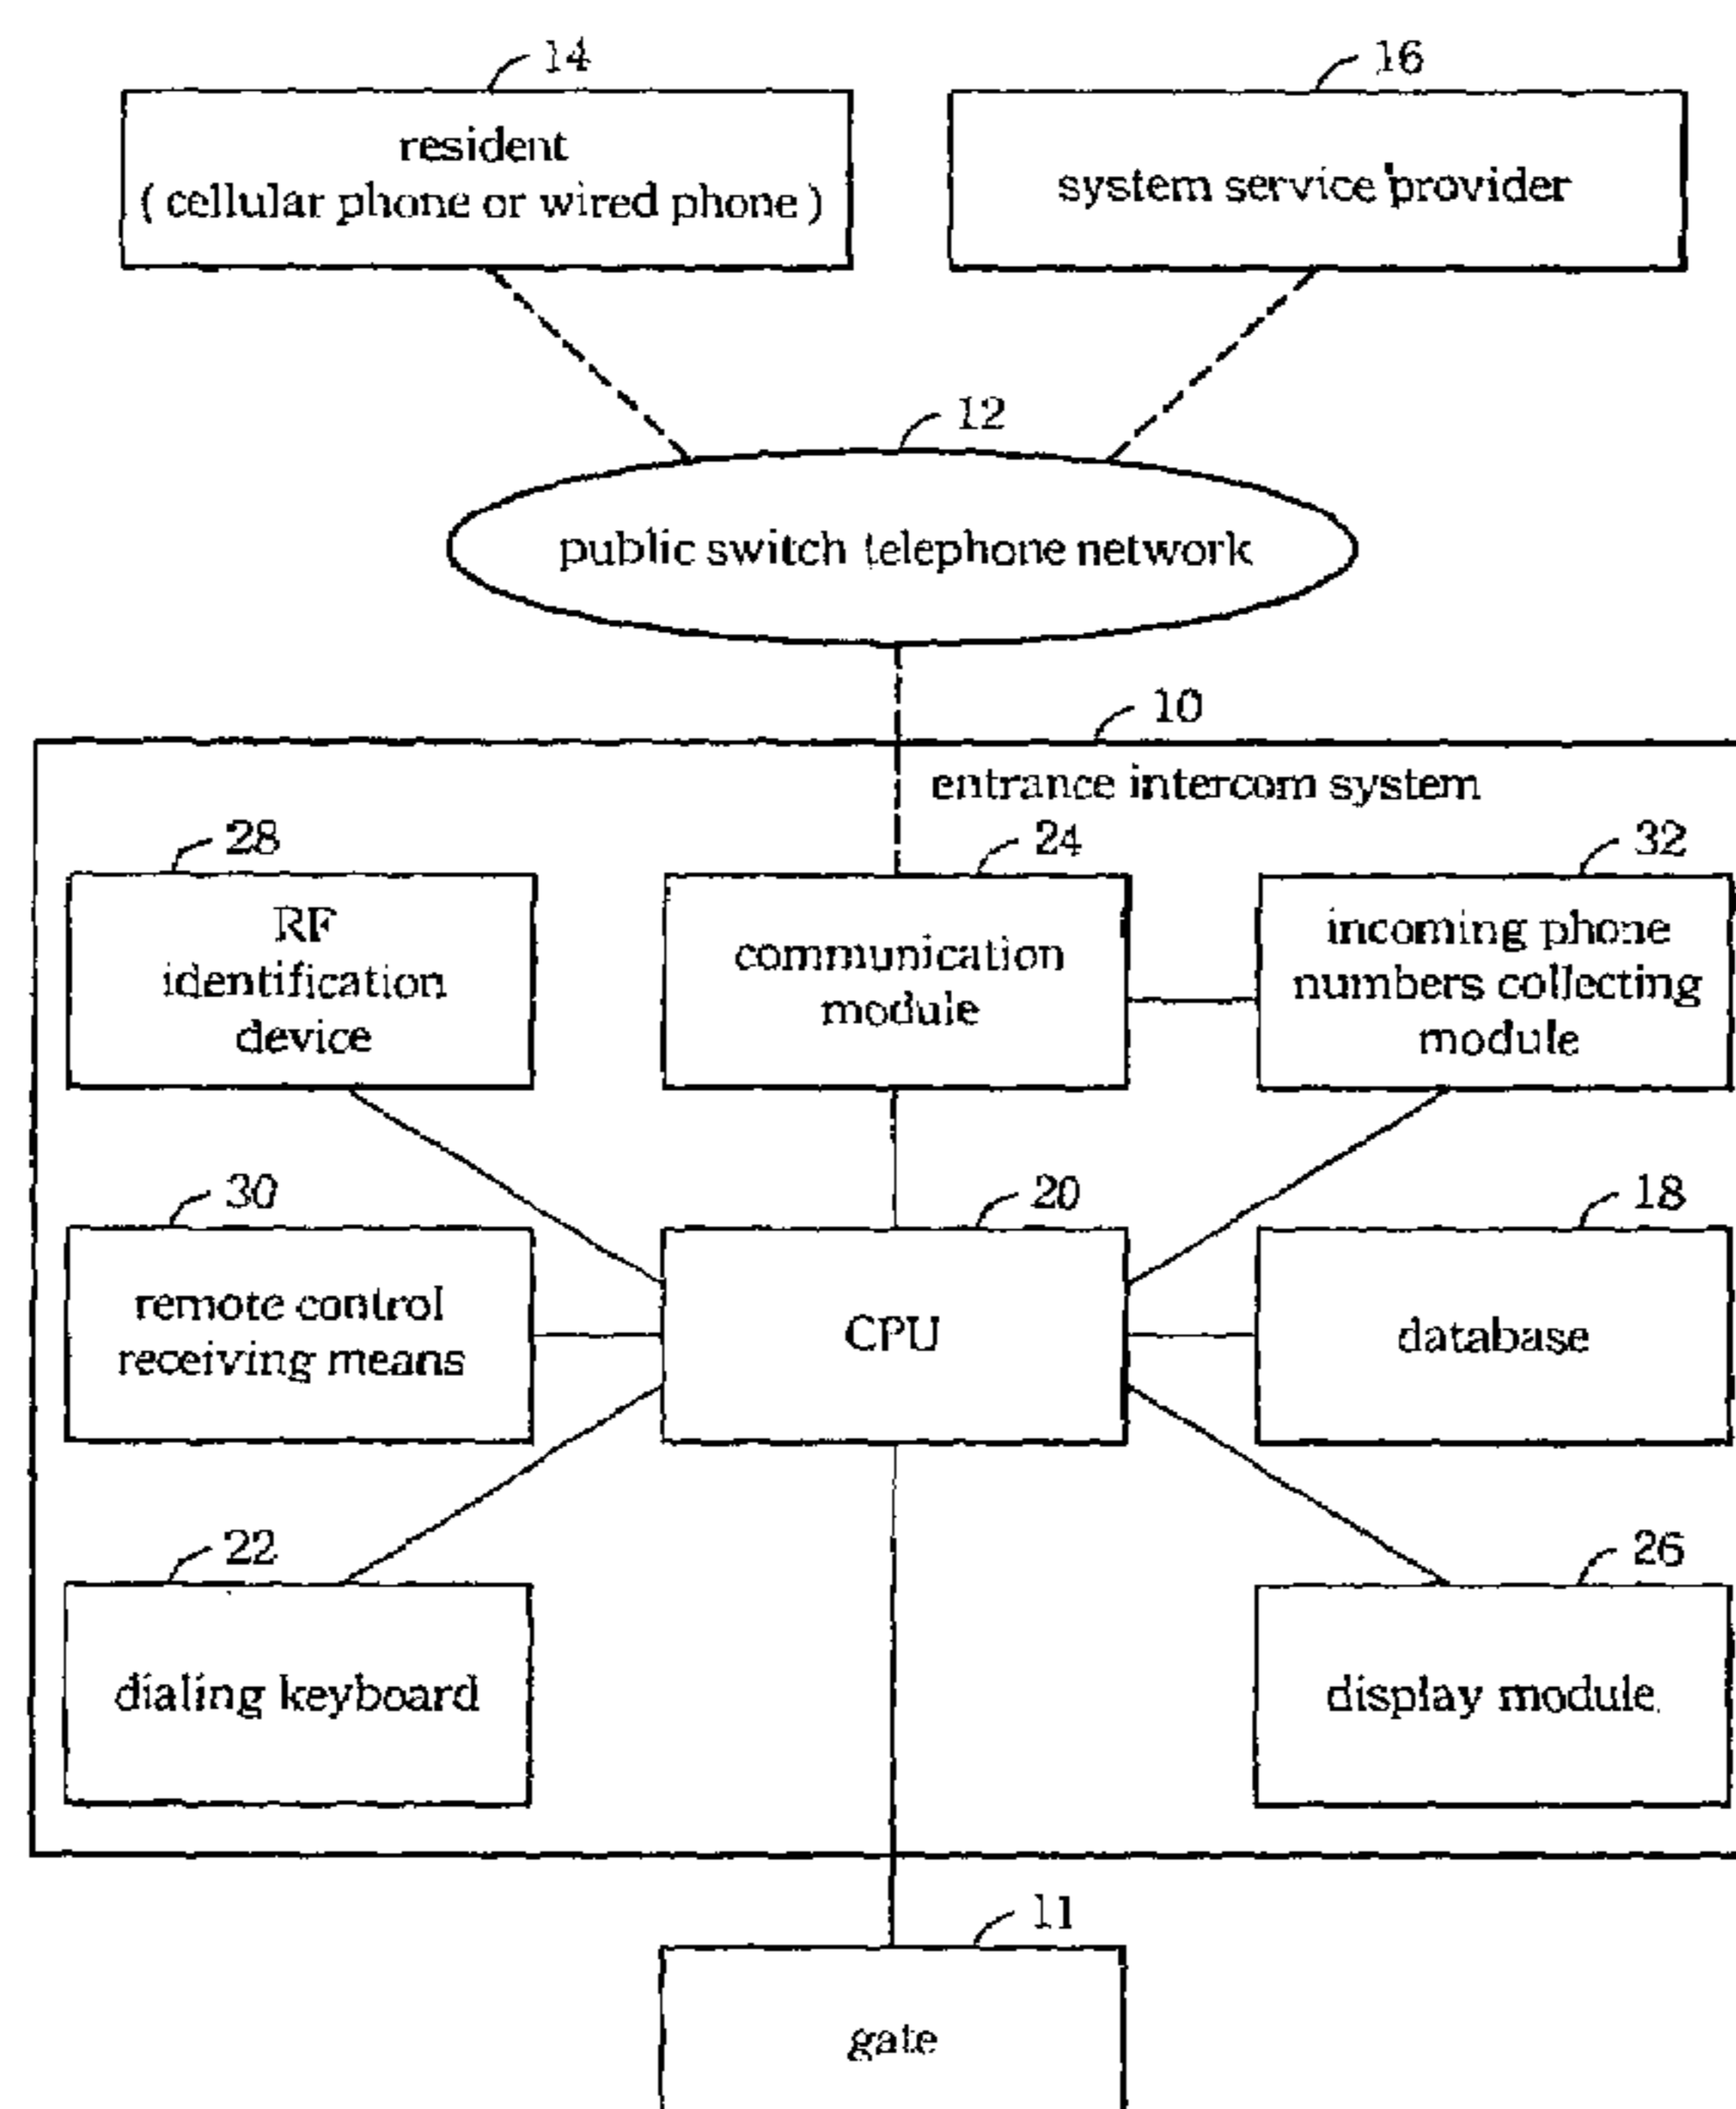 14
16
resident
( cellular phone or wired phone )
system service provider
12
public switch telephone network
10
entrance intercom system
28
24
32
RF
identification
device
communication
module
incoming phone
numbers collecting
module
30
20
18
remote control
receiving means
CPU
database
22
26
dialing keyboard
display module
11
gate